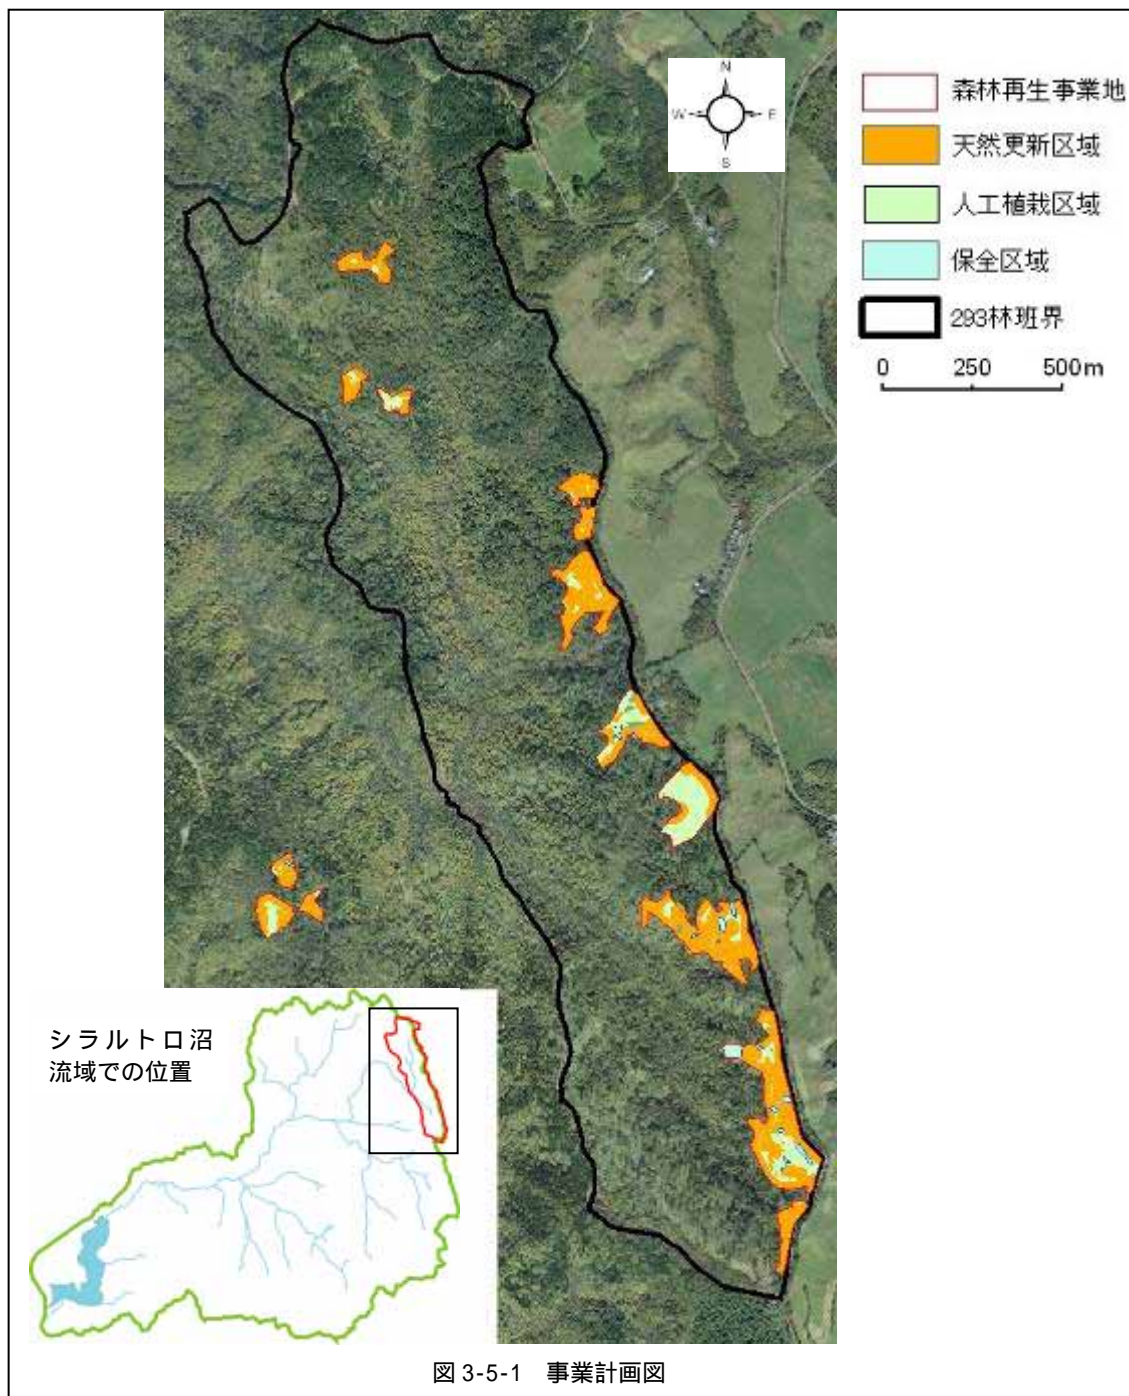 N
W
E
S
森林再生事業地
天然更新区域
人工植栽区域
保全区域
293林班界
0 250 500m
シラルトロ沼
流域での位置
図 3-5-1 事業計画図